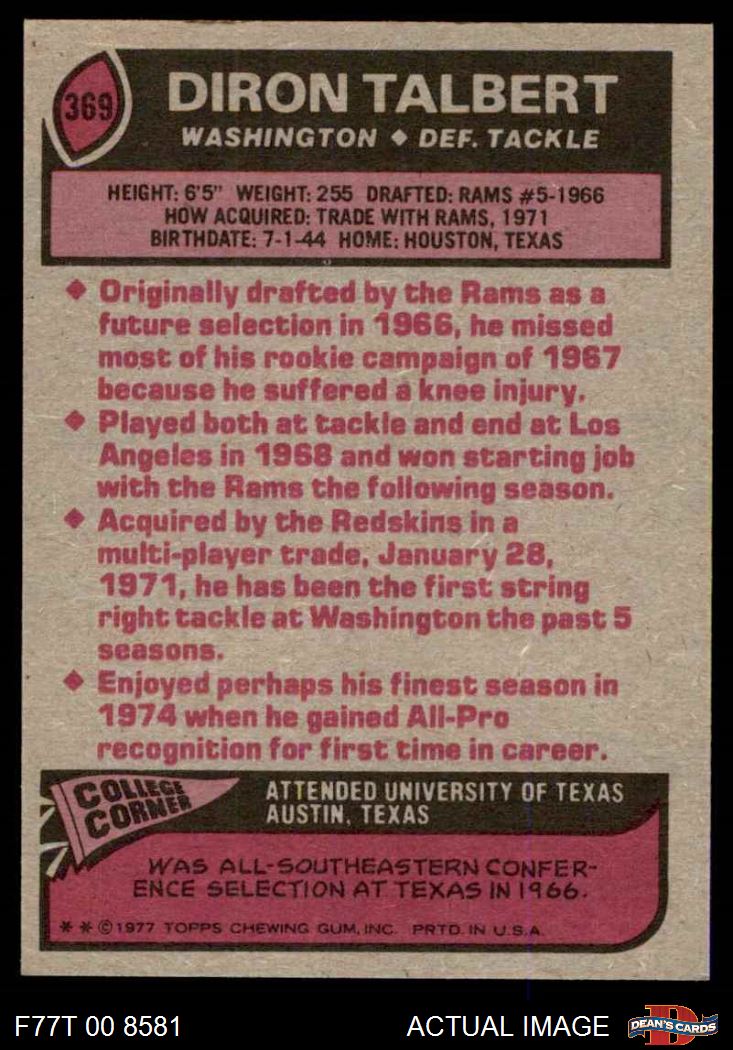 369
DIRON TALBERT
WASHINGTON ◆ DEF. TACKLE
HEIGHT: 6'5" WEIGHT: 255 DRAFTED: RAMS #5-1966
HOW ACQUIRED: TRADE WITH RAMS, 1971
BIRTHDATE: 7-1-44 HOME: HOUSTON, TEXAS
◆ Originally drafted by the Rams as a
future selection in 1966, he missed
most of his rookie campaign of 1967
because he suffered a knee injury.
◆ Played both at tackle and end at Los
Angeles in 1968 and won starting job
with the Rams the following season.
◆ Acquired by the Redskins in a
multi-player trade, January 28,
1971, he has been the first string
right tackle at Washington the past 5
seasons.
◆ Enjoyed perhaps his finest season in
1974 when he gained All-Pro
recognition for first time in career.
COLLEGE
CORNER
ATTENDED UNIVERSITY OF TEXAS
AUSTIN, TEXAS
WAS ALL-SOUTHEASTERN CONFER-
ENCE SELECTION AT TEXAS IN 1966.
* * © 1977 TOPPS CHEWING GUM, INC. PRTD. IN U.S.A.
F77T 00 8581
ACTUAL IMAGE
D
DEAN'S CARDS